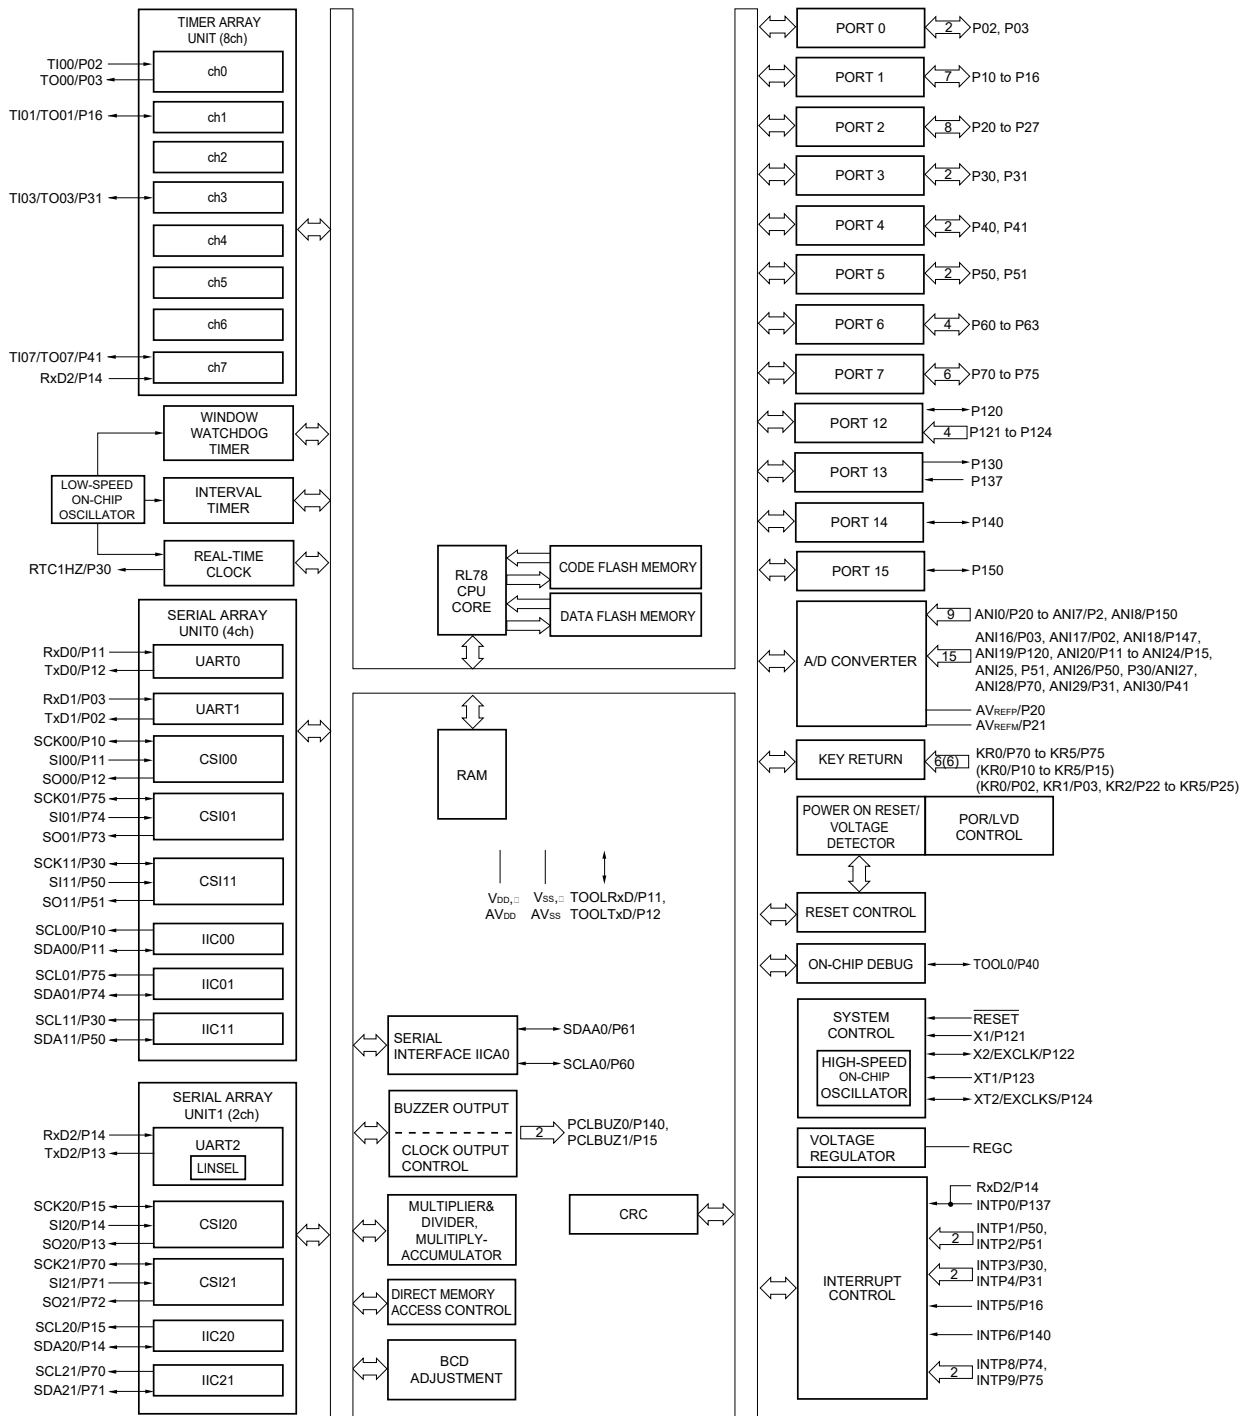 TIMER ARRAY
UNIT (8ch)
TI00/P02
TO00/P03
ch0
TI01/TO01/P16
ch1
ch2
TI03/TO03/P31
ch3
ch4
ch5
ch6
TI07/TO07/P41
RxD2/P14
ch7
WINDOW
WATCHDOG
TIMER
LOW-SPEED
ON-CHIP
OSCILLATOR
INTERVAL
TIMER
RTC1HZ/P30
REAL-TIME
CLOCK
SERIAL ARRAY
UNIT0 (4ch)
RxD0/P11
TxD0/P12
UART0
RxD1/P03
TxD1/P02
UART1
SCK00/P10
SI00/P11
SO00/P12
CSI00
SCK01/P75
SI01/P74
SO01/P73
CSI01
SCK11/P30
SI11/P50
SO11/P51
CSI11
SCL00/P10
SDA00/P11
IIC00
SCL01/P75
SDA01/P74
IIC01
SCL11/P30
SDA11/P50
IIC11
SERIAL ARRAY
UNIT1 (2ch)
RxD2/P14
TxD2/P13
UART2
LINSEL
SCK20/P15
SI20/P14
SO20/P13
CSI20
SCK21/P70
SI21/P71
SO21/P72
CSI21
SCL20/P15
SDA20/P14
IIC20
SCL21/P70
SDA21/P71
IIC21
RL78
CPU
CORE
CODE FLASH MEMORY
DATA FLASH MEMORY
RAM
VDD,□
AVDD
VSS,□
AVSS
TOOLRxD/P11,
TOOLTxD/P12
SERIAL
INTERFACE IICA0
SDAA0/P61
SCLA0/P60
BUZZER OUTPUT
CLOCK OUTPUT
CONTROL
2
PCLBUZ0/P140,
PCLBUZ1/P15
MULTIPLIER&
DIVIDER,
MULITIPLY-
ACCUMULATOR
CRC
DIRECT MEMORY
ACCESS CONTROL
BCD
ADJUSTMENT
PORT 0
2
P02, P03
PORT 1
7
P10 to P16
PORT 2
8
P20 to P27
PORT 3
2
P30, P31
PORT 4
2
P40, P41
PORT 5
2
P50, P51
PORT 6
4
P60 to P63
PORT 7
6
P70 to P75
PORT 12
P120
4
P121 to P124
PORT 13
P130
P137
PORT 14
P140
PORT 15
P150
A/D CONVERTER
9
ANI0/P20 to ANI7/P2, ANI8/P150
15
ANI16/P03, ANI17/P02, ANI18/P147,
ANI19/P120, ANI20/P11 to ANI24/P15,
ANI25, P51, ANI26/P50, P30/ANI27,
ANI28/P70, ANI29/P31, ANI30/P41
AVREFP/P20
AVREFM/P21
KEY RETURN
6(6)
KR0/P70 to KR5/P75
(KR0/P10 to KR5/P15)
(KR0/P02, KR1/P03, KR2/P22 to KR5/P25)
POWER ON RESET/
VOLTAGE
DETECTOR
POR/LVD
CONTROL
RESET CONTROL
ON-CHIP DEBUG
TOOL0/P40
SYSTEM
CONTROL
HIGH-SPEED
ON-CHIP
OSCILLATOR
RESET
X1/P121
X2/EXCLK/P122
XT1/P123
XT2/EXCLKS/P124
VOLTAGE
REGULATOR
REGC
INTERRUPT
CONTROL
RxD2/P14
INTP0/P137
2
INTP1/P50,
INTP2/P51
2
INTP3/P30,
INTP4/P31
INTP5/P16
INTP6/P140
2
INTP8/P74,
INTP9/P75